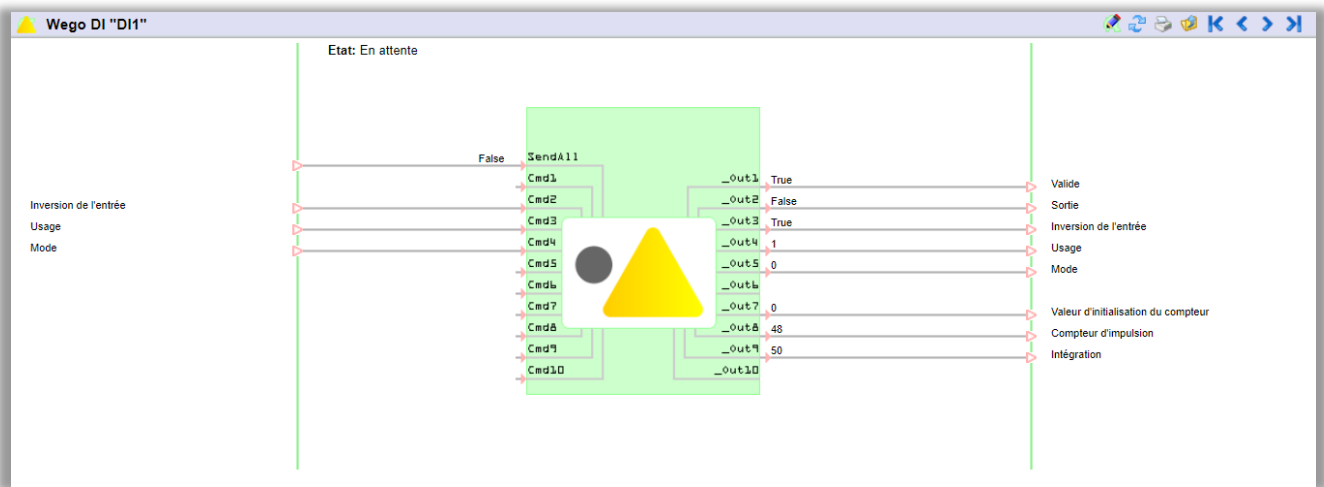 Wego DI "DI1"
Etat: En attente
False SendAll
Cmd1 _Out1 True Valide
Inversion de l'entrée Cmd2 _Out2 False Sortie
Usage Cmd3 _Out3 True Inversion de l'entrée
Mode Cmd4 _Out4 1 Usage
Cmd5 _Out5 0 Mode
Cmd6 _Out6
Cmd7 _Out7 0 Valeur d'initialisation du compteur
Cmd8 _Out8 48 Compteur d'impulsion
Cmd9 _Out9 50 Intégration
Cmd10 _Out10